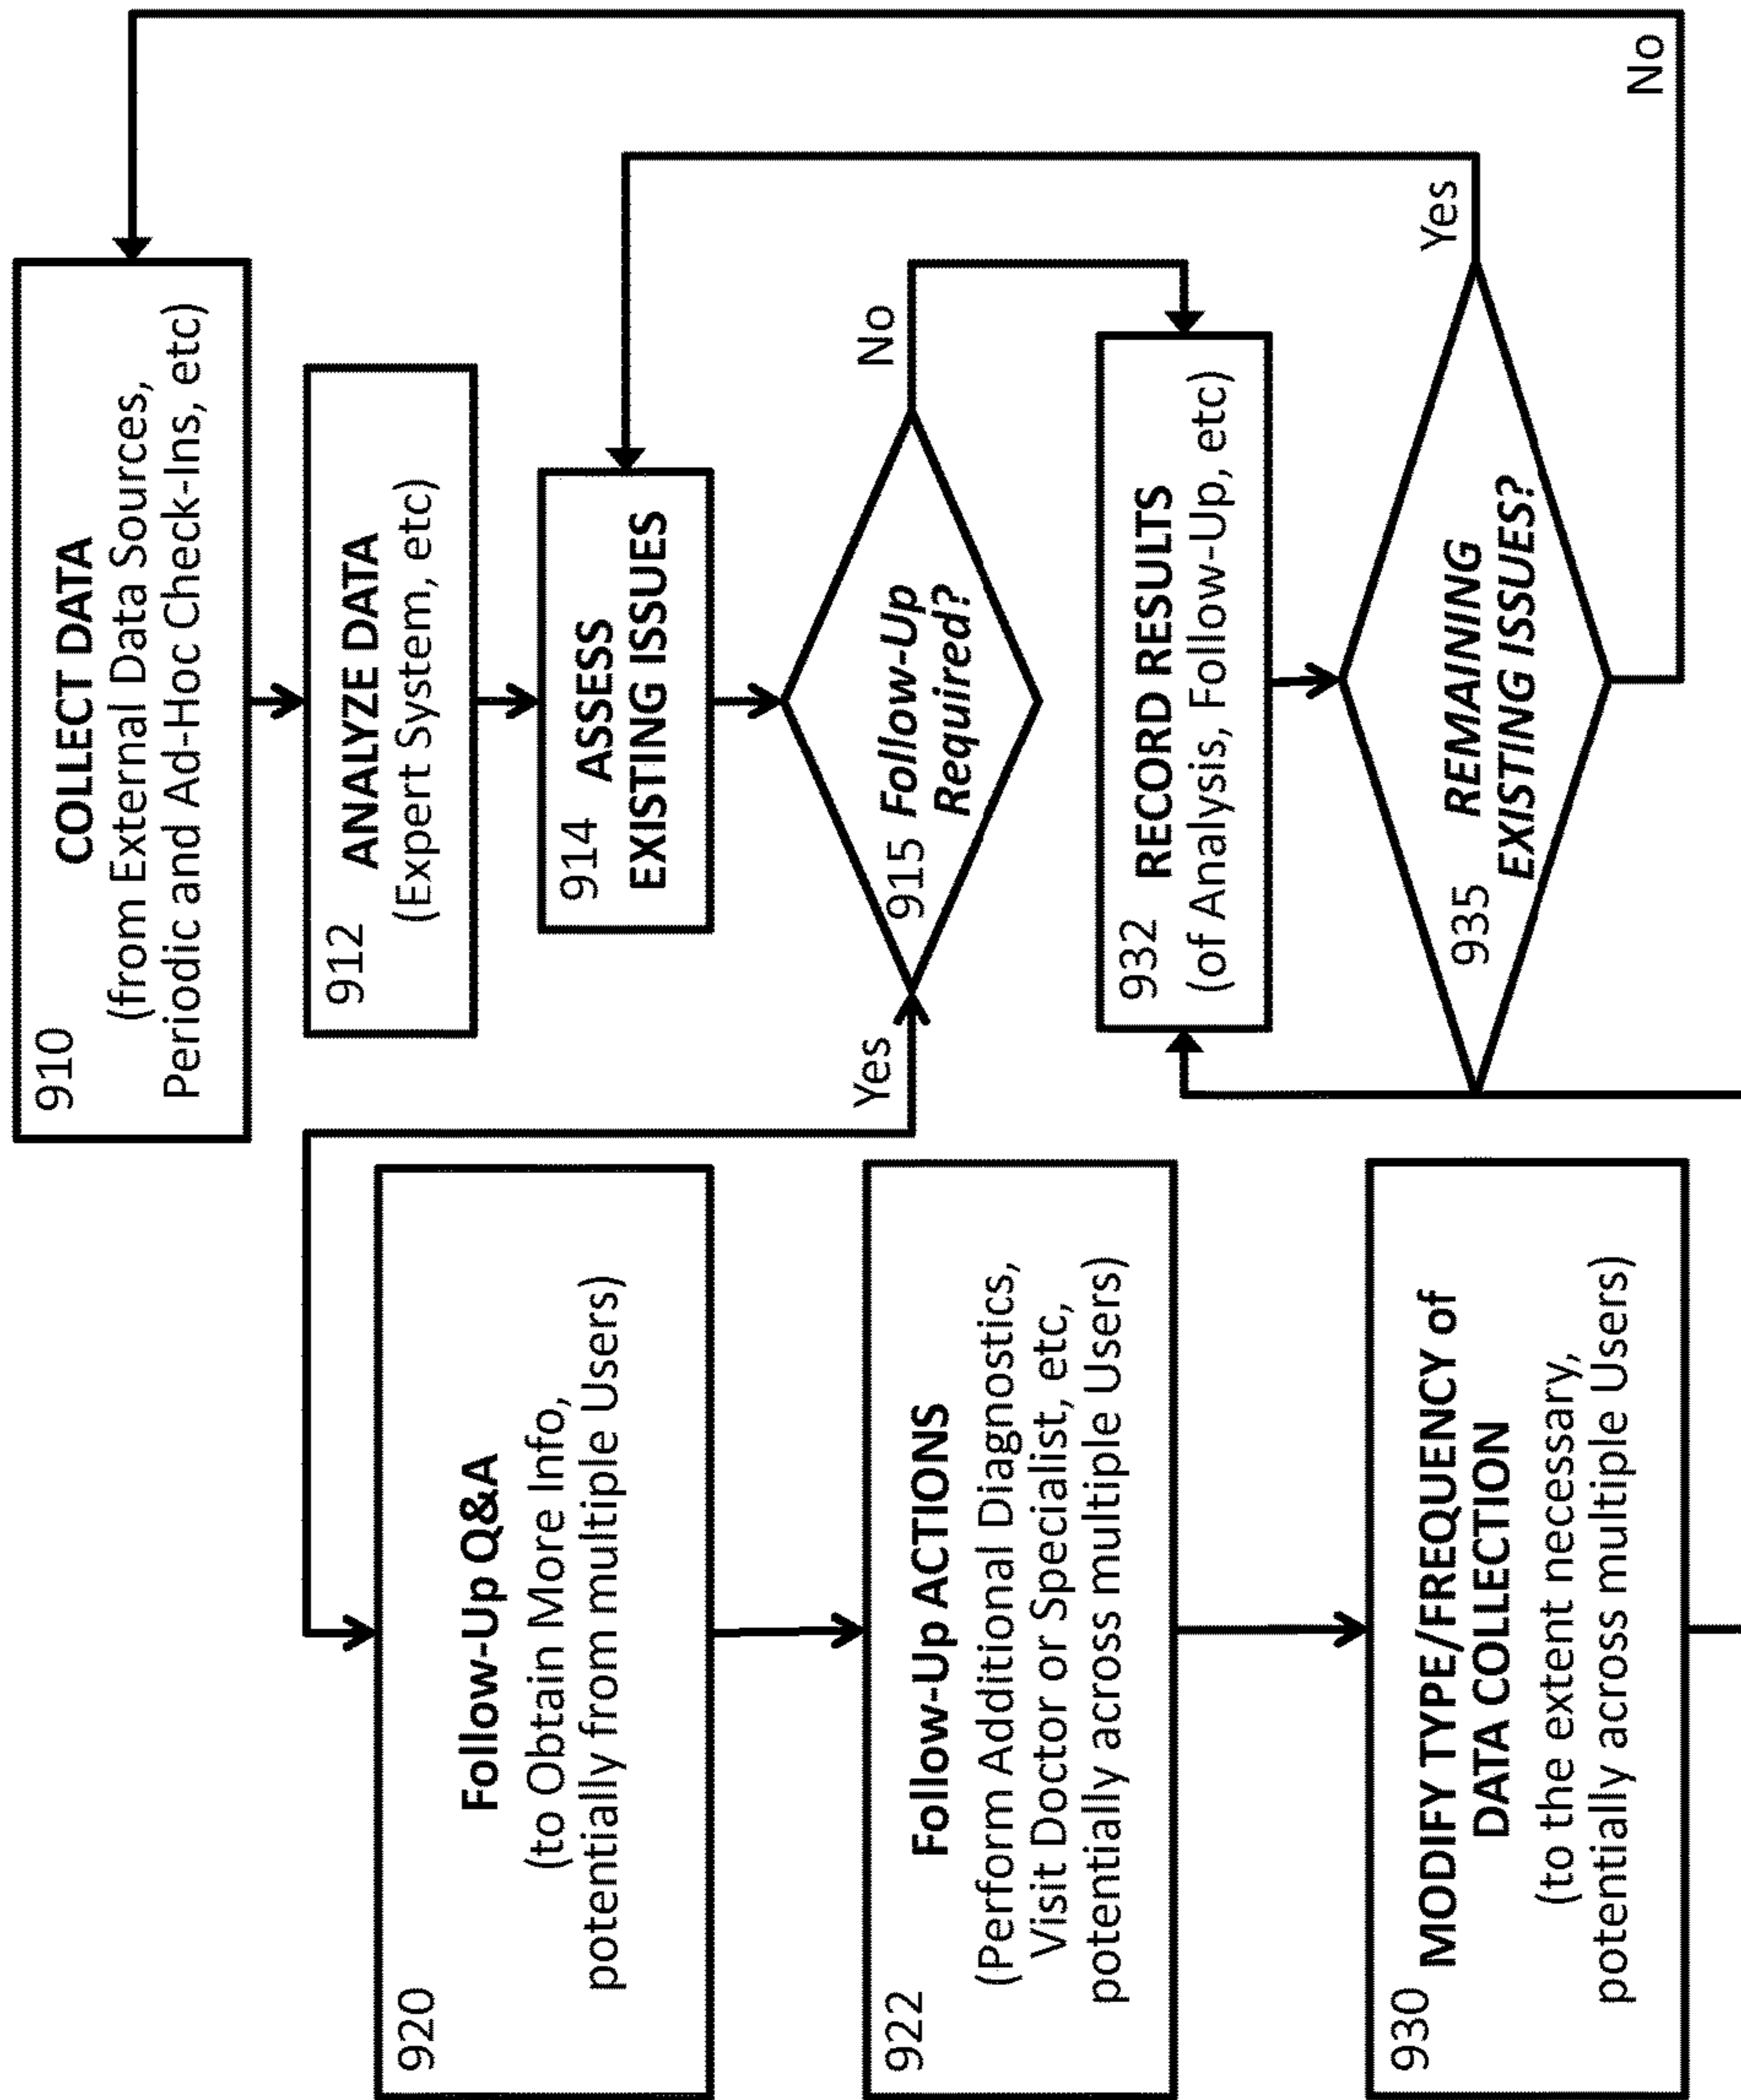 910
COLLECT DATA
(from External Data Sources,
Periodic and Ad-Hoc Check-Ins, etc)
912
ANALYZE DATA
(Expert System, etc)
914 ASSESS
EXISTING ISSUES
915 Follow-Up
Required?
Yes
No
920
Follow-Up Q&A
(to Obtain More Info,
potentially from multiple Users)
922
Follow-Up ACTIONS
(Perform Additional Diagnostics,
Visit Doctor or Specialist, etc,
potentially across multiple Users)
930
MODIFY TYPE/FREQUENCY of
DATA COLLECTION
(to the extent necessary,
potentially across multiple Users)
932
RECORD RESULTS
(of Analysis, Follow-Up, etc)
935
REMAINING
EXISTING ISSUES?
Yes
No